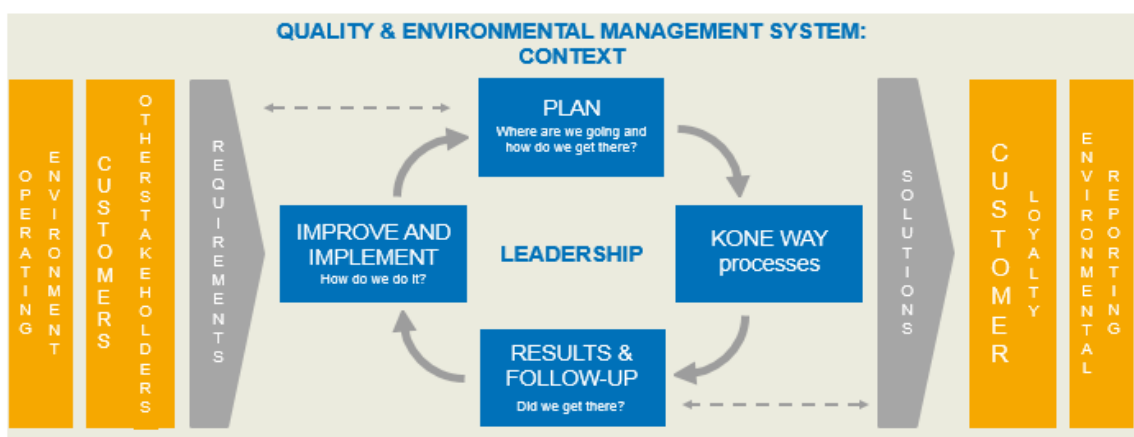 QUALITY & ENVIRONMENTAL MANAGEMENT SYSTEM:
CONTEXT
OPERATING
ENVIRONMENT
CUSTOMERS
OTHERSTAKEHOLDERS
REQUIREMENTS
PLAN
Where are we going and
how do we get there?
IMPROVE AND
IMPLEMENT
How do we do it?
LEADERSHIP
KONE WAY
processes
RESULTS &
FOLLOW-UP
Did we get there?
SOLUTIONS
CUSTOMER
LOYALTY
ENVIRONMENTAL
REPORTING